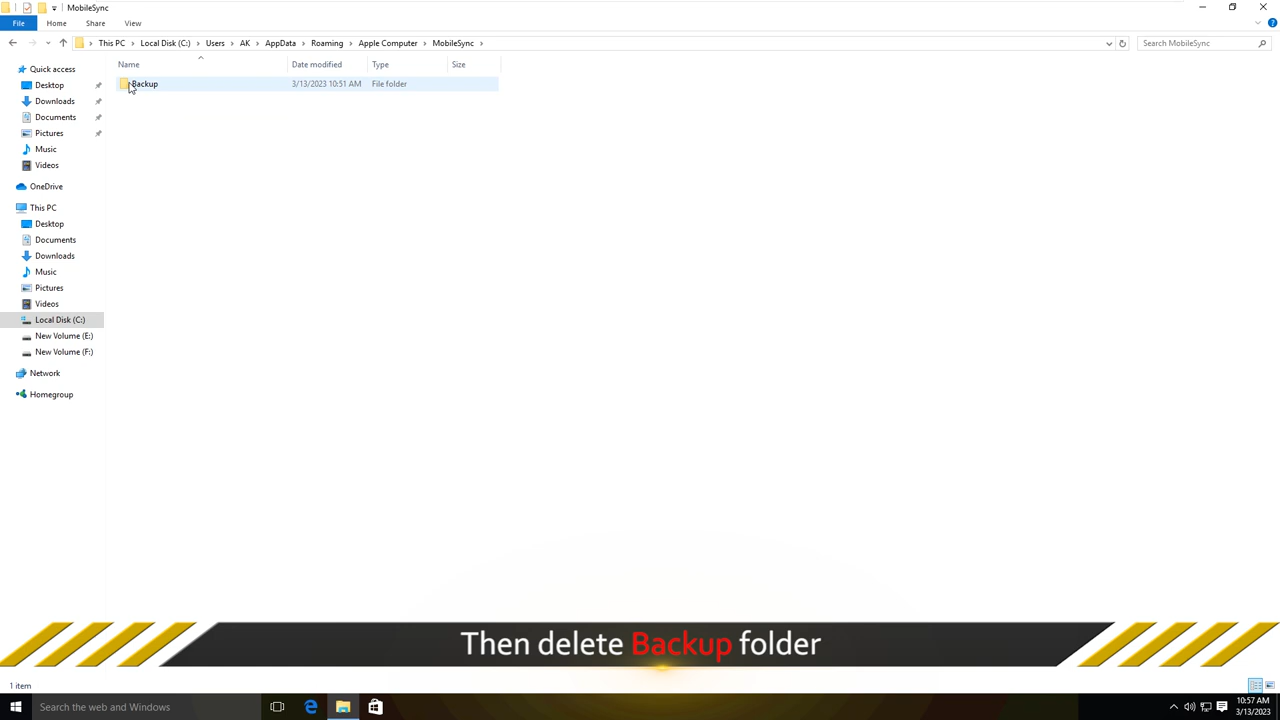 MobileSync
File Home Share View
This PC Local Disk (C:) Users AK AppData Roaming Apple Computer MobileSync Search MobileSync
Name Date modified Type Size
Backup 3/13/2023 10:51 AM File folder
Quick access
Desktop
Downloads
Documents
Pictures
Music
Videos
OneDrive
This PC
Desktop
Documents
Downloads
Music
Pictures
Videos
Local Disk (C:)
New Volume (E:)
New Volume (F:)
Network
Homegroup
Then delete Backup folder
1 item
Search the web and Windows
10:57 AM
3/13/2023